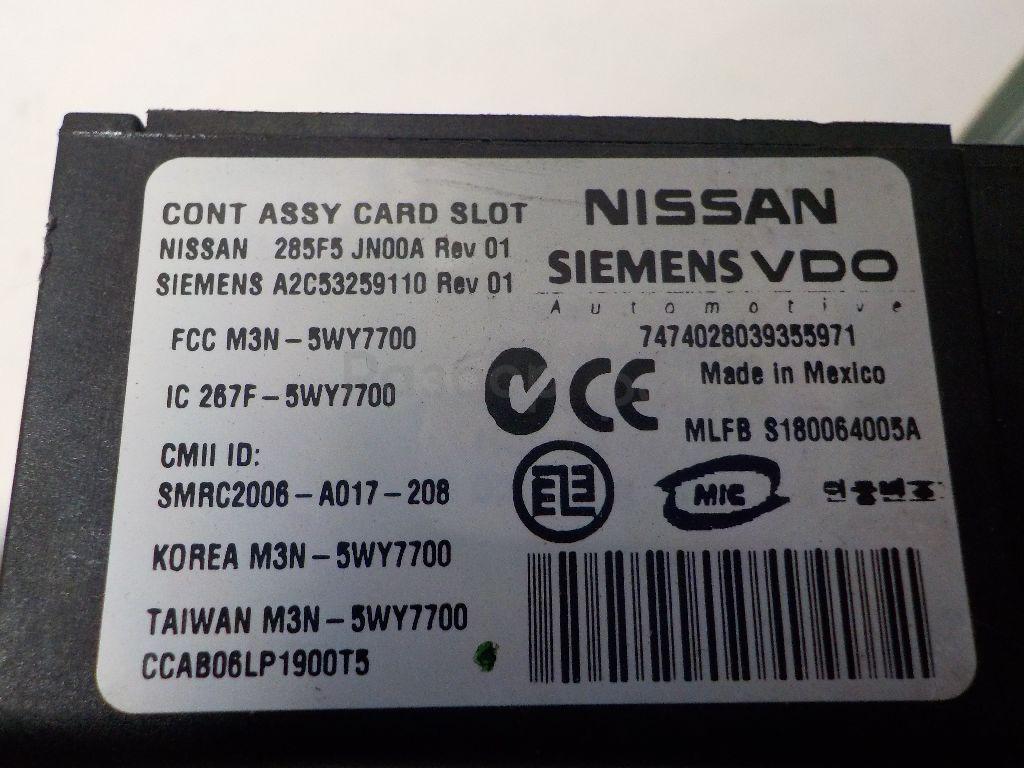 CONT ASSY CARD SLOT
NISSAN 285F5 JN00A Rev 01
SIEMENS A2C53259110 Rev 01
FCC M3N-5WY7700
IC 267F-5WY7700
CMII ID:
SMRC2006-A017-208
KOREA M3N-5WY7700
TAIWAN M3N-5WY7700
CCAB06LP1900T5
NISSAN
SIEMENS VDO
Automotive
7474028039355971
Made in Mexico
CE
MLFB S180064005A
MIC